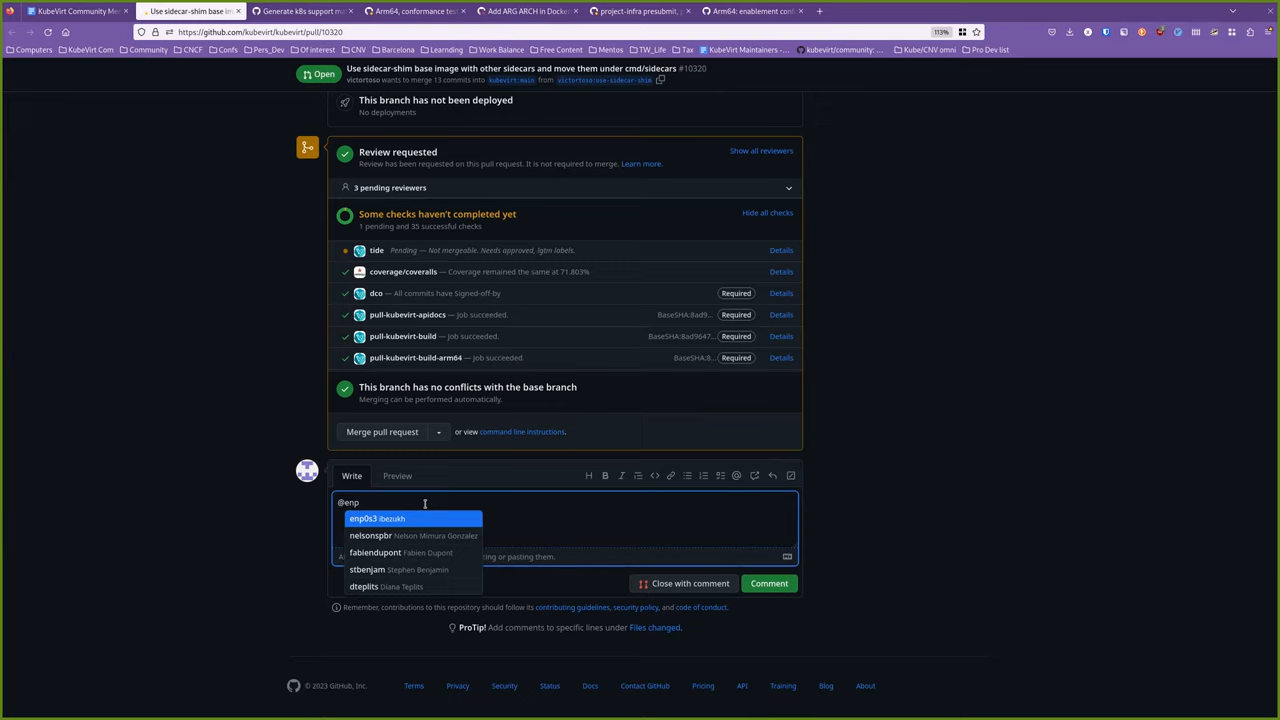 KubeVirt Community Me
Use sidecar-shim base im
Generate k8s support ma
Arm64, conformance tes
Add ARG ARCH in Docker
project-infra presubmit, p
Arm64: enablement conf
https://github.com/kubevirt/kubevirt/pull/10320
113%
Computers KubeVirt Com Community CNCF Confs Pers_Dev Of interest CNV Barcelona Learnding Work Balance Free Content Mentos TW_Life Tax KubeVirt Maintainers -... kubevirt/community: ... Kube/CNV omni Pro Dev list
Open
Use sidecar-shim base image with other sidecars and move them under cmd/sidecars #10320
victortoso wants to merge 13 commits into kubevirt:main from victortoso:use-sidecar-shim
This branch has not been deployed
No deployments
Review requested
Show all reviewers
Review has been requested on this pull request. It is not required to merge. Learn more.
3 pending reviewers
Some checks haven't completed yet
Hide all checks
1 pending and 35 successful checks
tide Pending — Not mergeable. Needs approved, lgtm labels. Details
coverage/coveralls — Coverage remained the same at 71.803% Details
dco — All commits have Signed-off-by Required Details
pull-kubevirt-apidocs — Job succeeded. BaseSHA:8ad9... Required Details
pull-kubevirt-build — Job succeeded. BaseSHA:8ad9647... Required Details
pull-kubevirt-build-arm64 — Job succeeded. BaseSHA:8... Required Details
This branch has no conflicts with the base branch
Merging can be performed automatically.
Merge pull request or view command line instructions.
Write Preview
@enp
enp0s3 ibezukh
nelsonspbr Nelson Mimura Gonzalez
fabiendupont Fabien Dupont
ting or pasting them.
stbenjam Stephen Benjamin
dteplits Diana Teplits
Close with comment Comment
Remember, contributions to this repository should follow its contributing guidelines, security policy, and code of conduct.
ProTip! Add comments to specific lines under Files changed.
© 2023 GitHub, Inc. Terms Privacy Security Status Docs Contact GitHub Pricing API Training Blog About